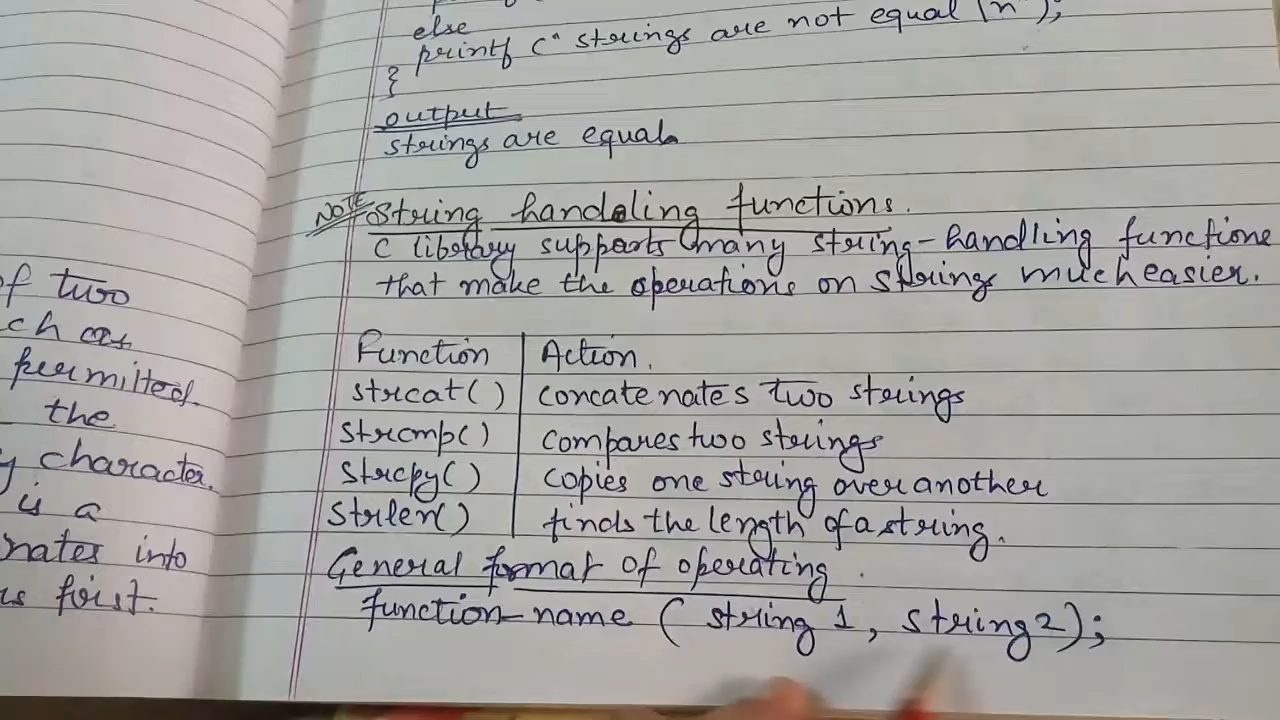 else
printf (" strings are not equal \n");
}
output
strings are equal
NOTE String handling functions.
C library supports many string-handling functions
that make the operations on strings much easier.
Function | Action.
strcat() | concatenates two strings
strcmp() | compares two strings
strcpy() | copies one string over another
strlen() | finds the length of a string.
General format of operating
function-name ( string 1, string2);
of two
ch as
permitted
the
y character.
is a
nates into
is first.